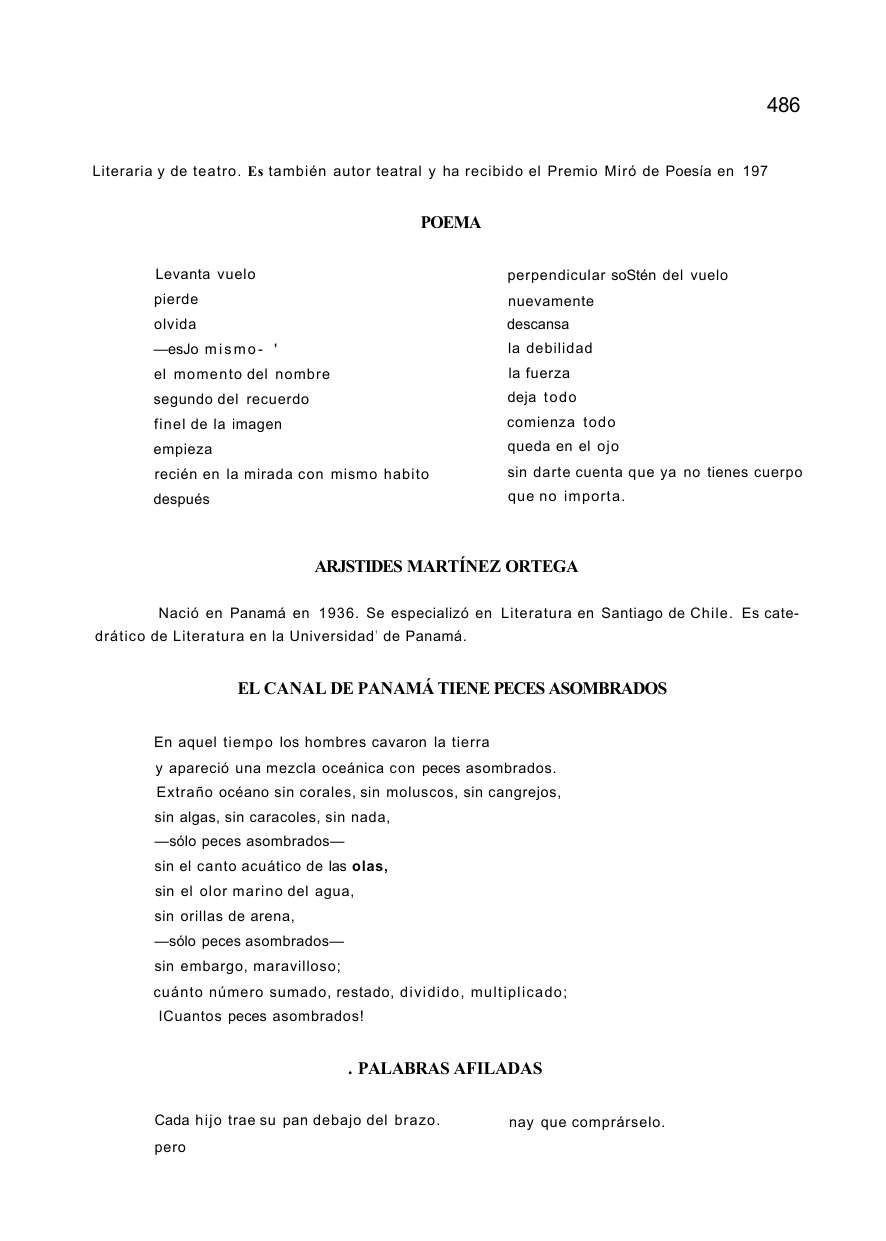 486
Literaria y de teatro. Es también autor teatral y ha recibido el Premio Miró de Poesía en 197
POEMA
Levanta vuelo
pierde
olvida
—esJo mismo- '
el momento del nombre
segundo del recuerdo
finel de la imagen
empieza
recién en la mirada con mismo habito
después
perpendicular soStén del vuelo
nuevamente
descansa
la debilidad
la fuerza
deja todo
comienza todo
queda en el ojo
sin darte cuenta que ya no tienes cuerpo
que no importa.
ARJSTIDES MARTÍNEZ ORTEGA
Nació en Panamá en 1936. Se especializó en Literatura en Santiago de Chile. Es cate-
drático de Literatura en la Universidad' de Panamá.
EL CANAL DE PANAMÁ TIENE PECES ASOMBRADOS
En aquel tiempo los hombres cavaron la tierra
y apareció una mezcla oceánica con peces asombrados.
Extraño océano sin corales, sin moluscos, sin cangrejos,
sin algas, sin caracoles, sin nada,
—sólo peces asombrados—
sin el canto acuático de las olas,
sin el olor marino del agua,
sin orillas de arena,
—sólo peces asombrados—
sin embargo, maravilloso;
cuánto número sumado, restado, dividido, multiplicado;
ICuantos peces asombrados!
. PALABRAS AFILADAS
Cada hijo trae su pan debajo del brazo.
pero
nay que comprárselo.